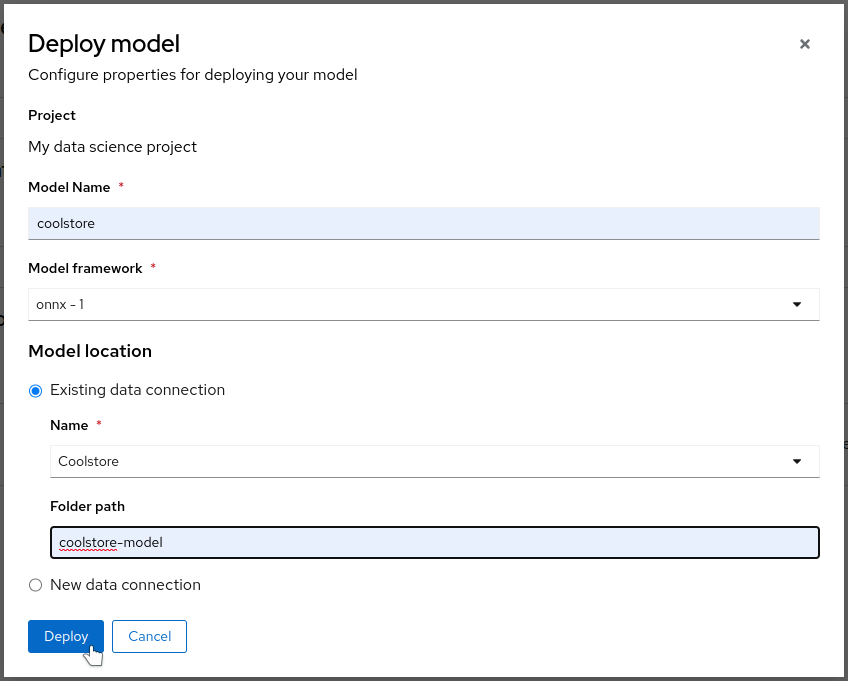 Deploy model
Configure properties for deploying your model
Project
My data science project
Model Name *
coolstore
Model framework *
onnx - 1
Model location
Existing data connection
Name *
Coolstore
Folder path
coolstore-model
New data connection
Deploy Cancel